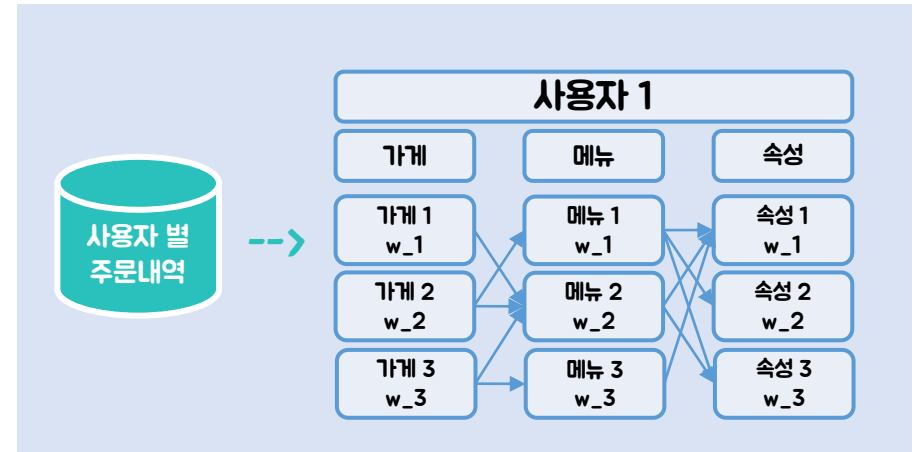 사용자 1
가게
메뉴
속성
사용자 별
주문내역
가게 1
w_1
메뉴 1
w_1
속성 1
w_1
가게 2
w_2
메뉴 2
w_2
속성 2
w_2
가게 3
w_3
메뉴 3
w_3
속성 3
w_3